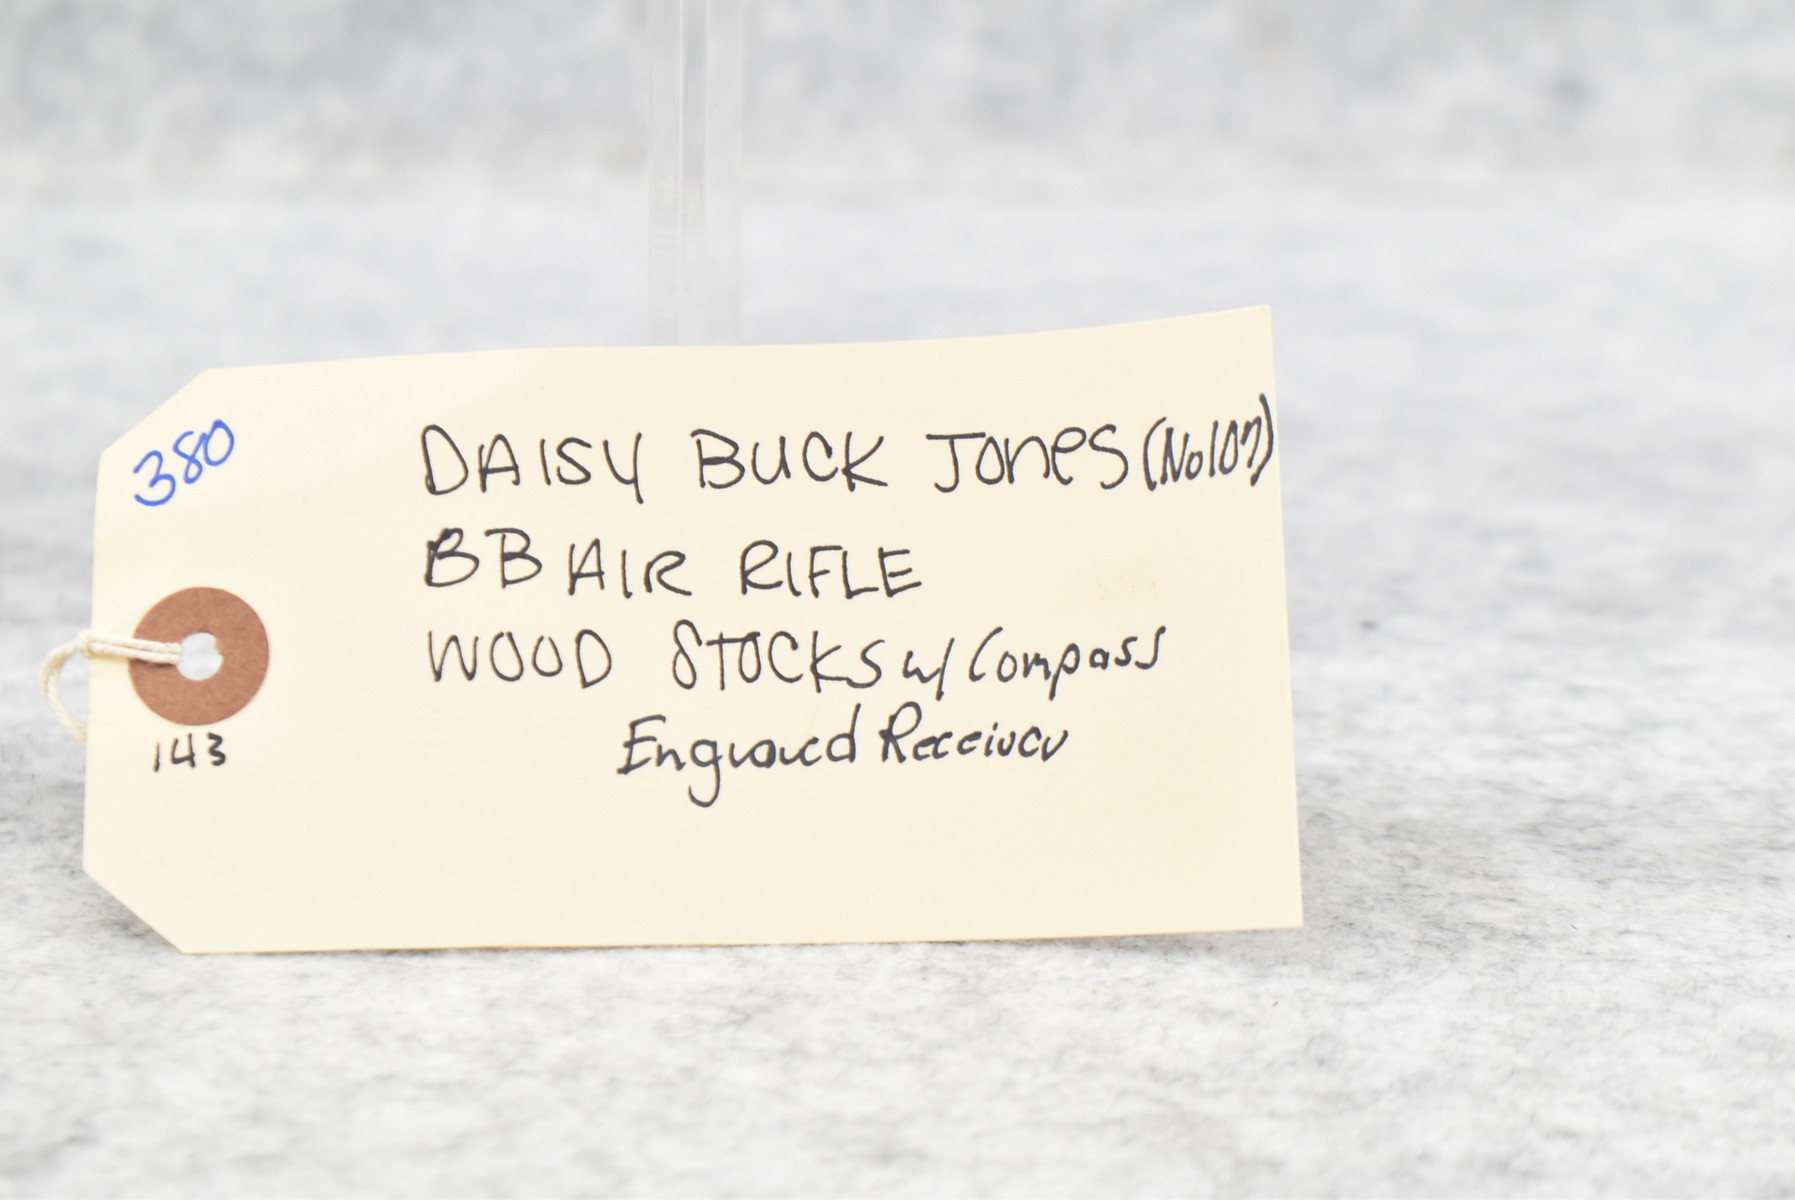 380
DAISY BUCK JONES (No107)
BB AIR RIFLE
WOOD STOCKS w/ Compass
Engraved Receiver
143